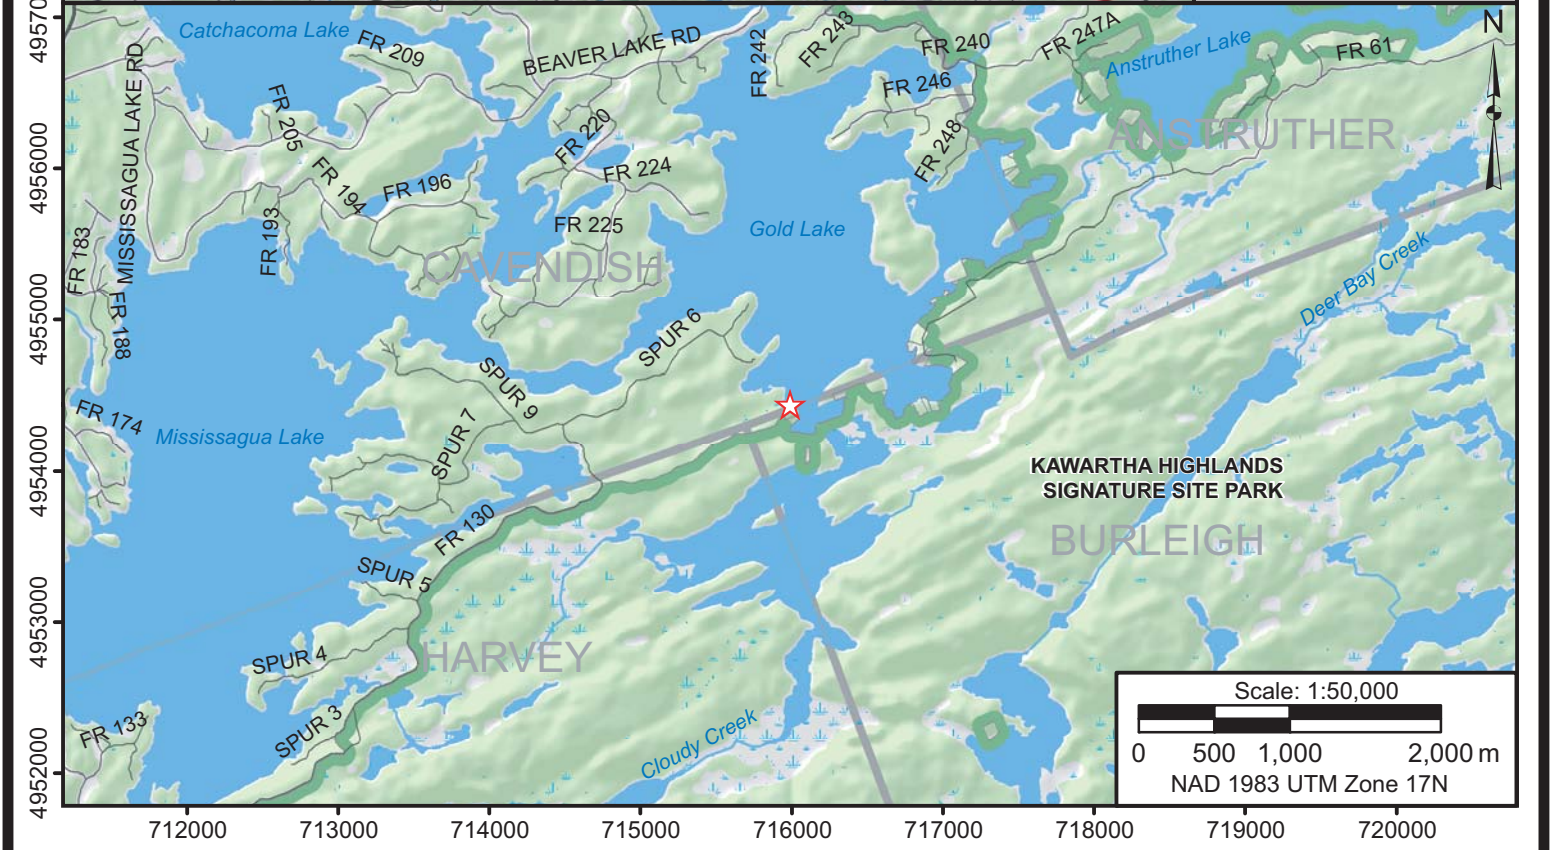 Catchacoma Lake
FR 209
BEAVER LAKE RD
FR 242
FR 243
FR 240
FR 247A
Anstruther Lake
FR 61
N
MISSISSAGUA LAKE RD
FR 205
FR 220
FR 246
FR 248
ANSTRUTHER
FR 194
FR 196
FR 224
FR 183
FR 193
FR 225
Gold Lake
CAVENDISH
Deer Bay Creek
FR 188
SPUR 6
SPUR 9
FR 174
Mississagua Lake
SPUR 7
KAWARTHA HIGHLANDS
SIGNATURE SITE PARK
FR 130
BURLEIGH
SPUR 5
SPUR 4
HARVEY
FR 133
SPUR 3
Cloudy Creek
Scale: 1:50,000
0 500 1,000 2,000 m
NAD 1983 UTM Zone 17N
4956000
4955000
4954000
4953000
4952000
712000 713000 714000 715000 716000 717000 718000 719000 720000